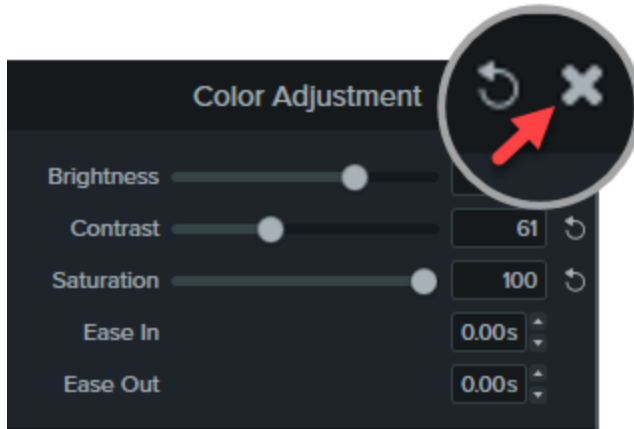 Color Adjustment
Brightness
Contrast 61
Saturation 100
Ease In 0.00s
Ease Out 0.00s